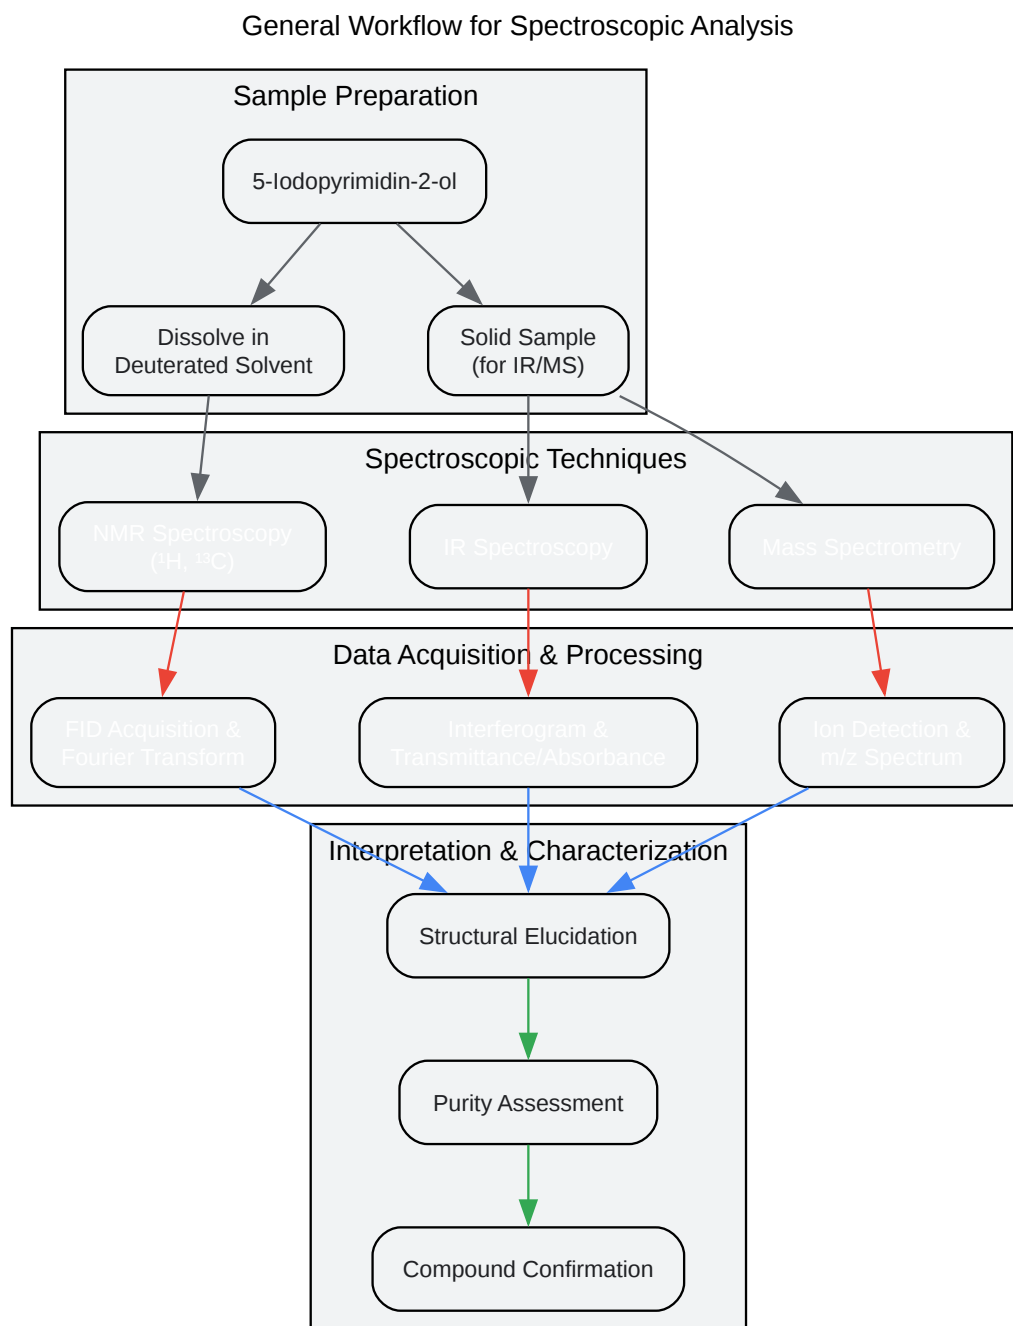 General Workflow for Spectroscopic Analysis
Sample Preparation
5-Iodopyrimidin-2-ol
Dissolve in
Deuterated Solvent
Solid Sample
(for IR/MS)
Spectroscopic Techniques
NMR Spectroscopy
(¹H, ¹³C)
IR Spectroscopy
Mass Spectrometry
Data Acquisition & Processing
FID Acquisition &
Fourier Transform
Interferogram &
Transmittance/Absorbance
Ion Detection &
m/z Spectrum
Interpretation & Characterization
Structural Elucidation
Purity Assessment
Compound Confirmation